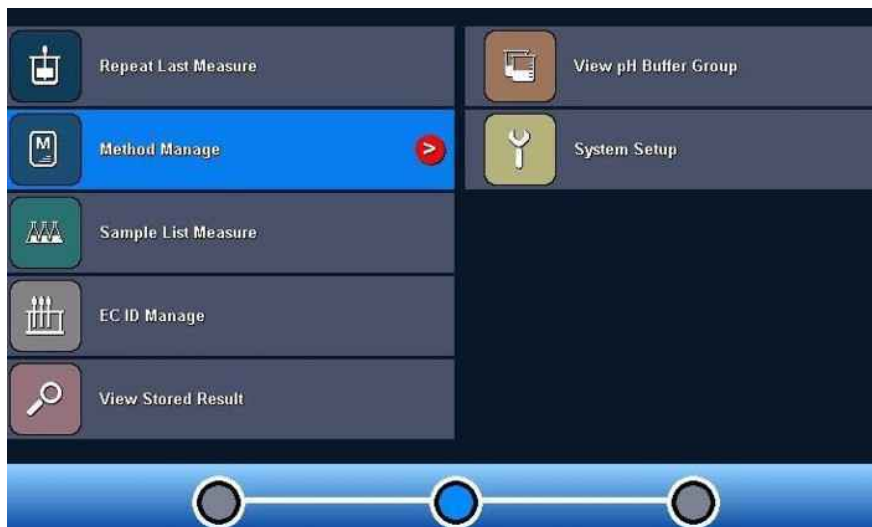 Repeat Last Measure
Method Manage
>
Sample List Measure
EC ID Manage
View Stored Result
View pH Buffer Group
System Setup
M